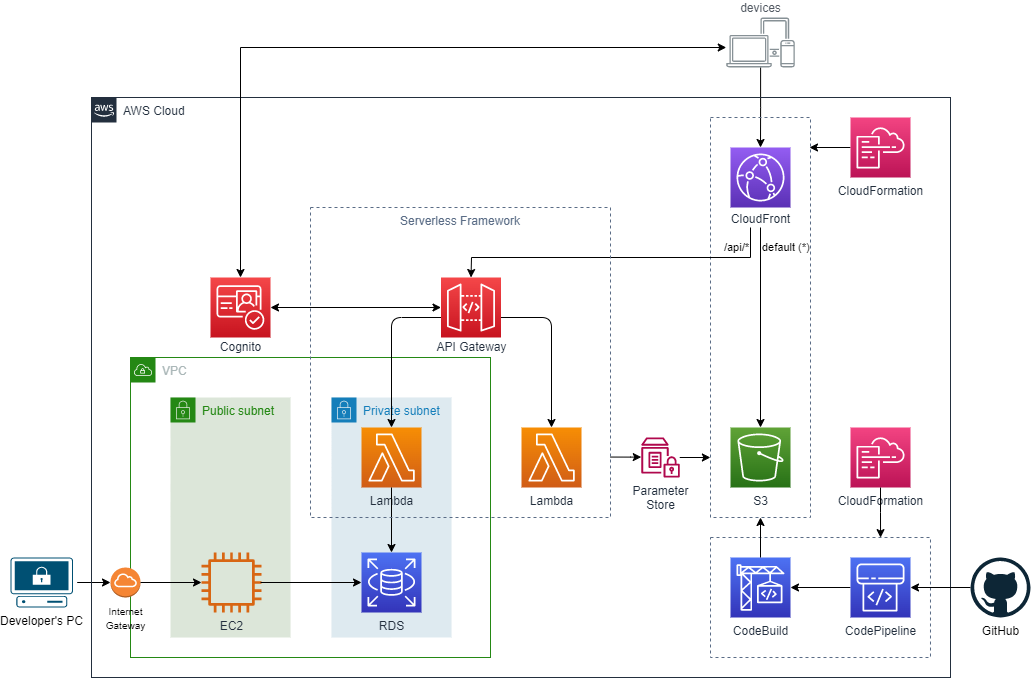 devices
aws
AWS Cloud
CloudFormation
CloudFront
Serverless Framework
/api/*
default (*)
Cognito
API Gateway
VPC
Public subnet
Private subnet
Lambda
Lambda
Parameter
Store
S3
CloudFormation
Developer's PC
Internet
Gateway
EC2
RDS
CodeBuild
CodePipeline
GitHub